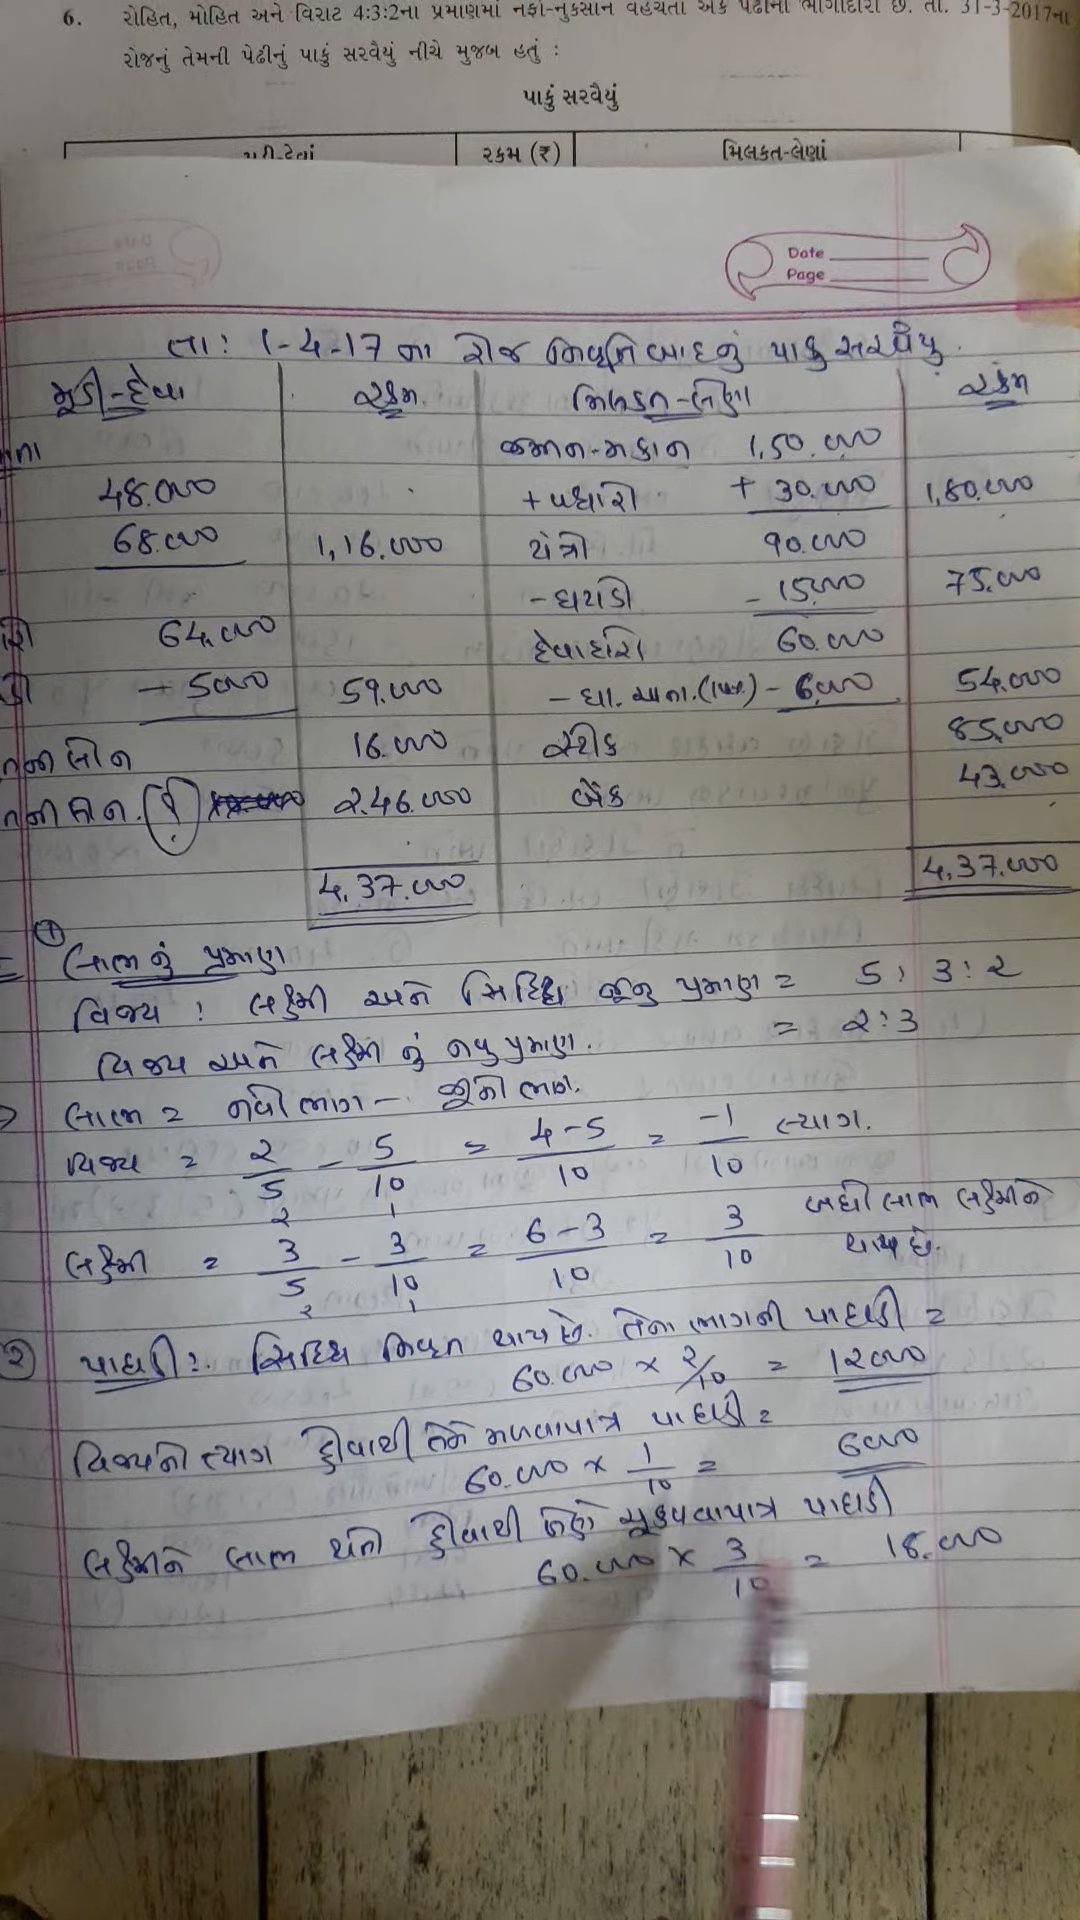 6. રોહિત, મોહિત અને વિરાટ 4:3:2ના પ્રમાણમાં નફો-નુકસાન વહેંચતા એક પેઢીના ભાગીદારો છે. તા. 31-3-2017ના
રોજનું તેમની પેઢીનું પાકું સરવૈયું નીચે મુજબ હતું :
પાકું સરવૈયું
રકમ (₹) મિલકત-લેણાં
Date
Page
તા: 1-4-17 ના રોજ નિવૃત્તિ બાદનું પાકુ સરવૈયુ.
મૂડી-દેવા રકમ મિલકત-લેણા રકમ
જમીન-મકાન 1,50,000
48,000 + વધારો + 30,000 1,80,000
68,000 1,16,000 યંત્રો 90,000
- ઘટાડો - 15,000 75,000
64,000 દેવાદારો 60,000
- 5000 59,000 - ઘા. અના. - 6,000 54,000
લોન 16,000 સ્ટોક 85,000
લોન. 2,46,000 બેંક 43,000
4,37,000 4,37,000
લાભનું પ્રમાણ
વિજય : લક્ષ્મી અને સિદ્ધિ જૂનુ પ્રમાણ = 5 : 3 : 2
વિજય અને લક્ષ્મી નું નવુ પ્રમાણ. = 2:3
લાભ = નવો ભાગ - જૂનો ભાગ.
વિજય = 2/5 - 5/10 = 4-5/10 = -1/10 ત્યાગ.
લક્ષ્મી = 3/5 - 3/10 = 6-3/10 = 3/10 બધો લાભ લક્ષ્મીને
થાય છે.
2 પાઘડી: સિદ્ધિ નિવૃત થાય છે. તેના ભાગની પાઘડી =
60,000 × 2/10 = 12000
વિજયનો ત્યાગ હોવાથી તેને મળવાપાત્ર પાઘડી =
60,000 × 1/10 = 6000
લક્ષ્મીને લાભ થતો હોવાથી તેણે ચૂકવવાપાત્ર પાઘડી
60,000 × 3/10 = 18,000